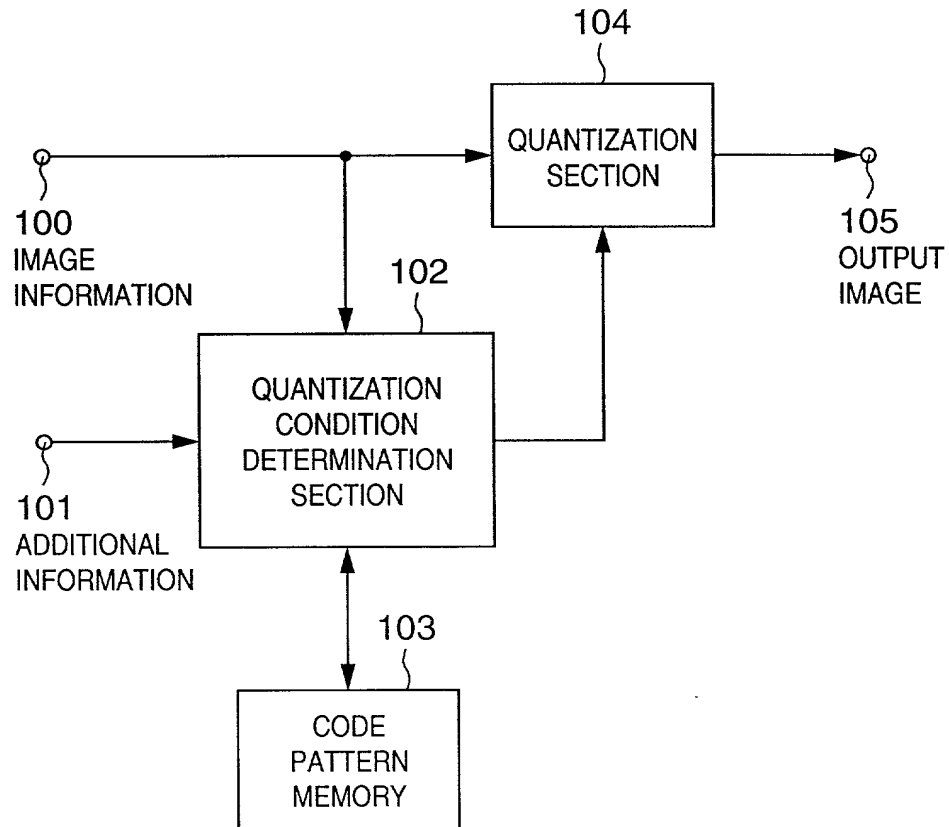 104
QUANTIZATION
SECTION
100
IMAGE
INFORMATION
105
OUTPUT
IMAGE
102
QUANTIZATION
CONDITION
DETERMINATION
SECTION
101
ADDITIONAL
INFORMATION
103
CODE
PATTERN
MEMORY